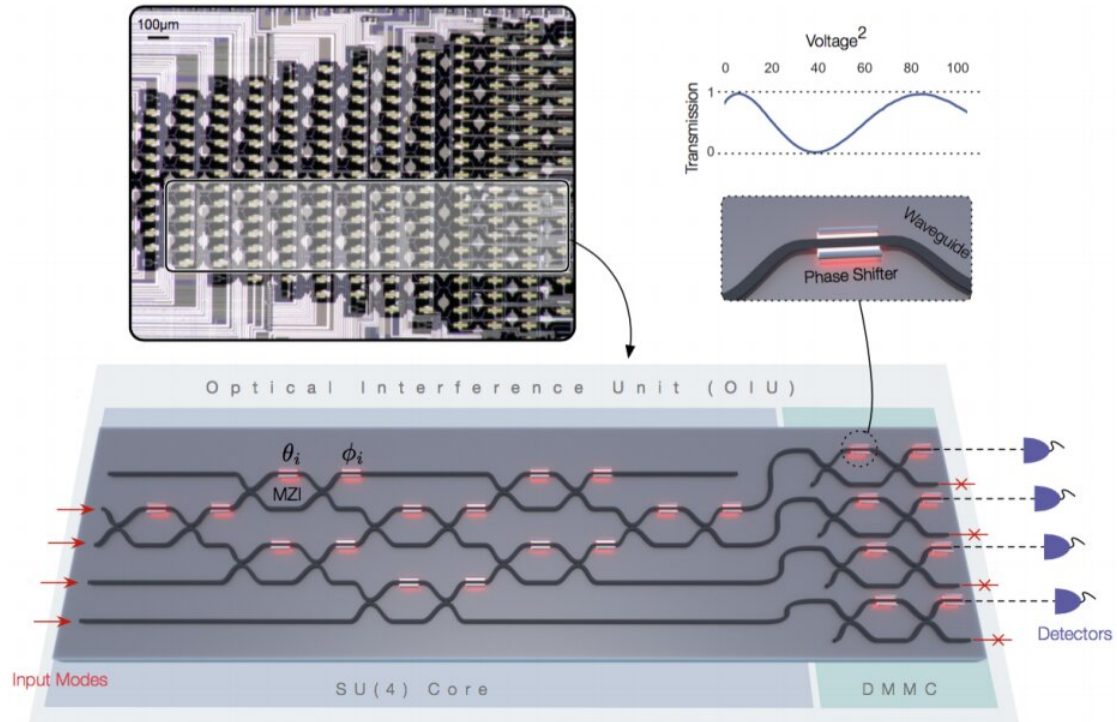 100µm
Voltage2
0 20 40 60 80 100
Transmission
1
0
Waveguide
Phase Shifter
Optical Interference Unit (OIU)
θi
ϕi
MZI
Input Modes
Detectors
SU(4) Core
DMMC